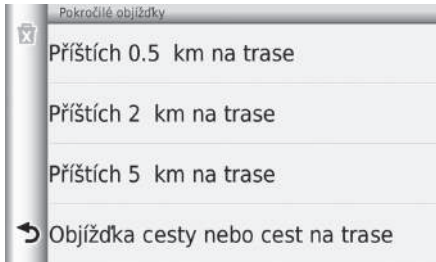 Pokročilé objížďky
Příštích 0.5 km na trase
Příštích 2 km na trase
Příštích 5 km na trase
Objížďka cesty nebo cest na trase